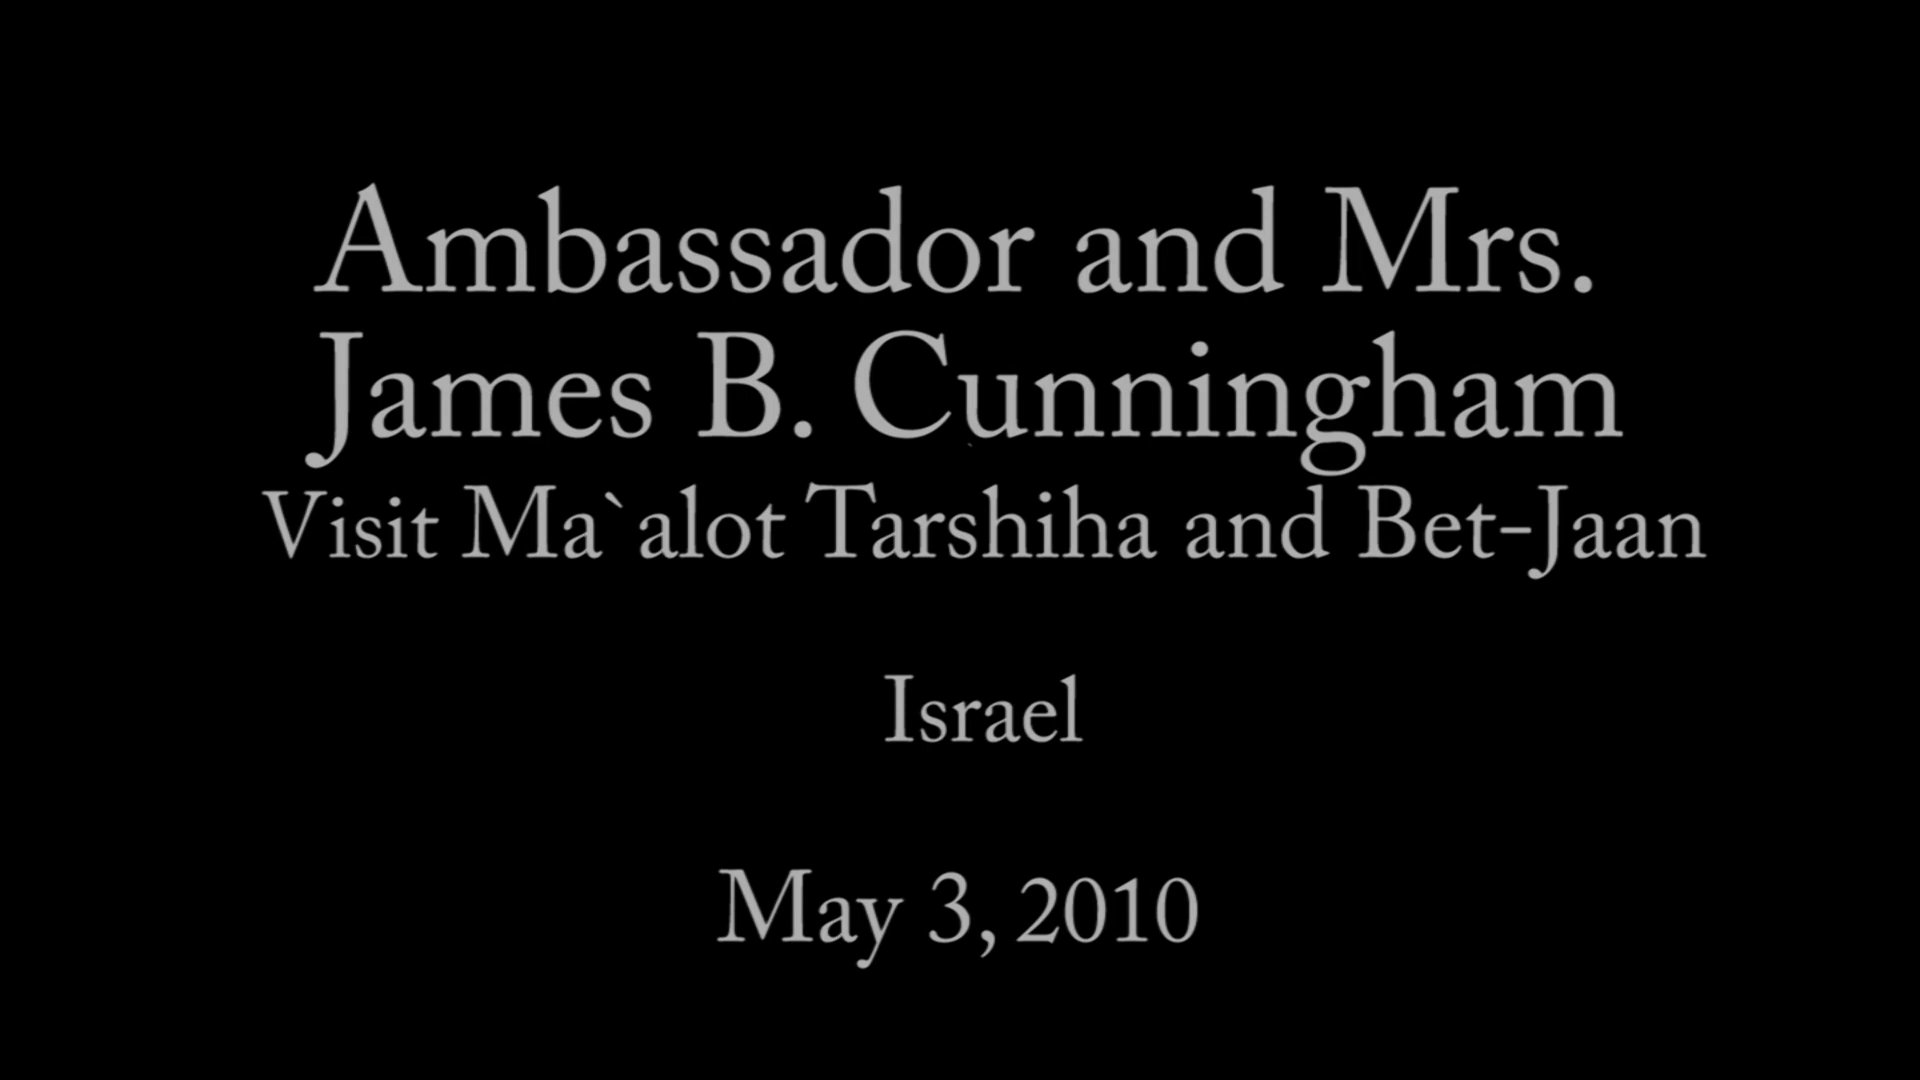 Ambassador and Mrs.
James B. Cunningham
Visit Ma`alot Tarshiha and Bet-Jaan
Israel
May 3, 2010